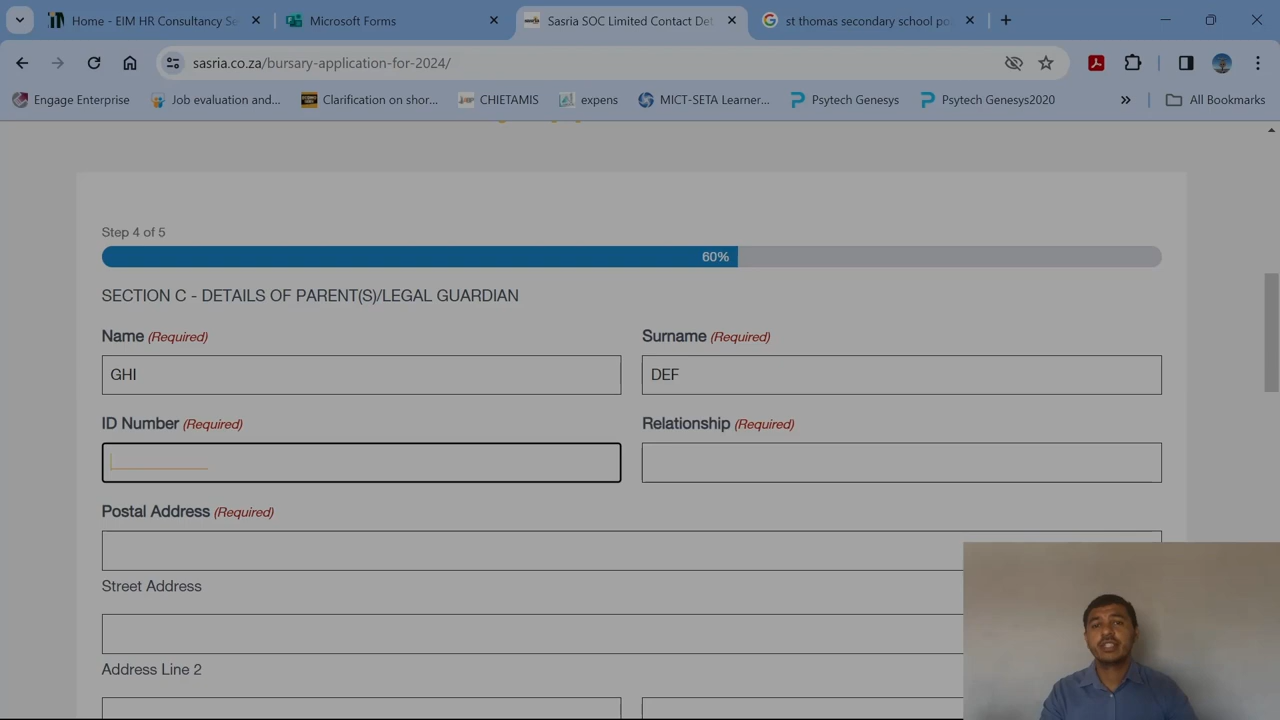 Home - EIM HR Consultancy Se
Microsoft Forms
Sasria SOC Limited Contact Det
st thomas secondary school po
sasria.co.za/bursary-application-for-2024/
Engage Enterprise
Job evaluation and...
Clarification on shor...
CHIETAMIS
expens
MICT-SETA Learner...
Psytech Genesys
Psytech Genesys2020
All Bookmarks
Step 4 of 5
60%
SECTION C - DETAILS OF PARENT(S)/LEGAL GUARDIAN
Name (Required)
Surname (Required)
GHI
DEF
ID Number (Required)
Relationship (Required)
Postal Address (Required)
Street Address
Address Line 2